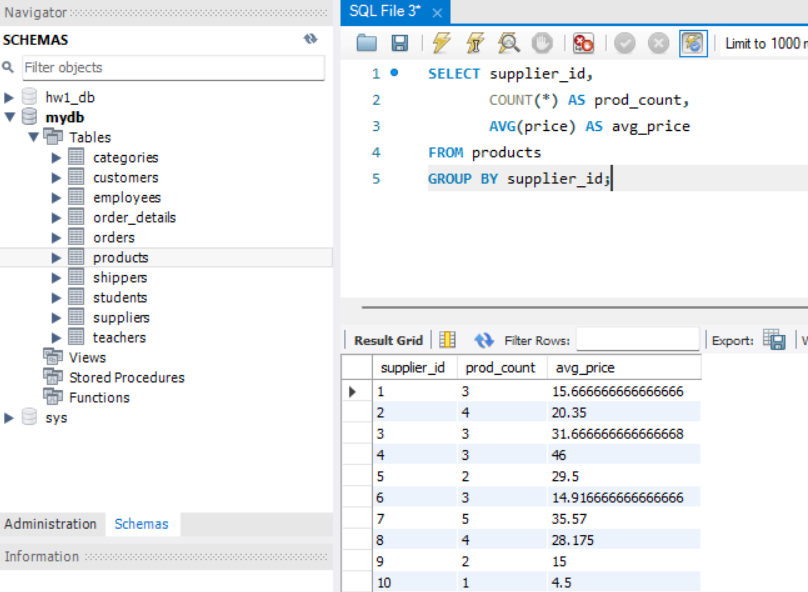 Navigator
SCHEMAS
Filter objects
hw1_db
mydb
Tables
categories
customers
employees
order_details
orders
products
shippers
students
suppliers
teachers
Views
Stored Procedures
Functions
sys
Administration Schemas
Information
SQL File 3* ×
Limit to 1000 r
1 SELECT supplier_id,
2 COUNT(*) AS prod_count,
3 AVG(price) AS avg_price
4 FROM products
5 GROUP BY supplier_id;
Result Grid Filter Rows: Export:
supplier_id prod_count avg_price
1 3 15.666666666666666
2 4 20.35
3 3 31.666666666666668
4 3 46
5 2 29.5
6 3 14.916666666666666
7 5 35.57
8 4 28.175
9 2 15
10 1 4.5